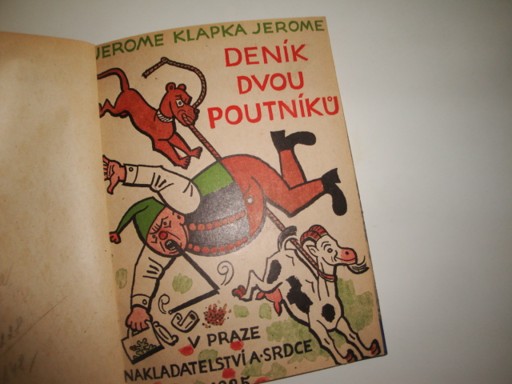 JEROME KLAPKA JEROME
DENÍK
DVOU
POUTNÍKŮ
V PRAZE
NAKLADATELSTVÍ A·SRDCE